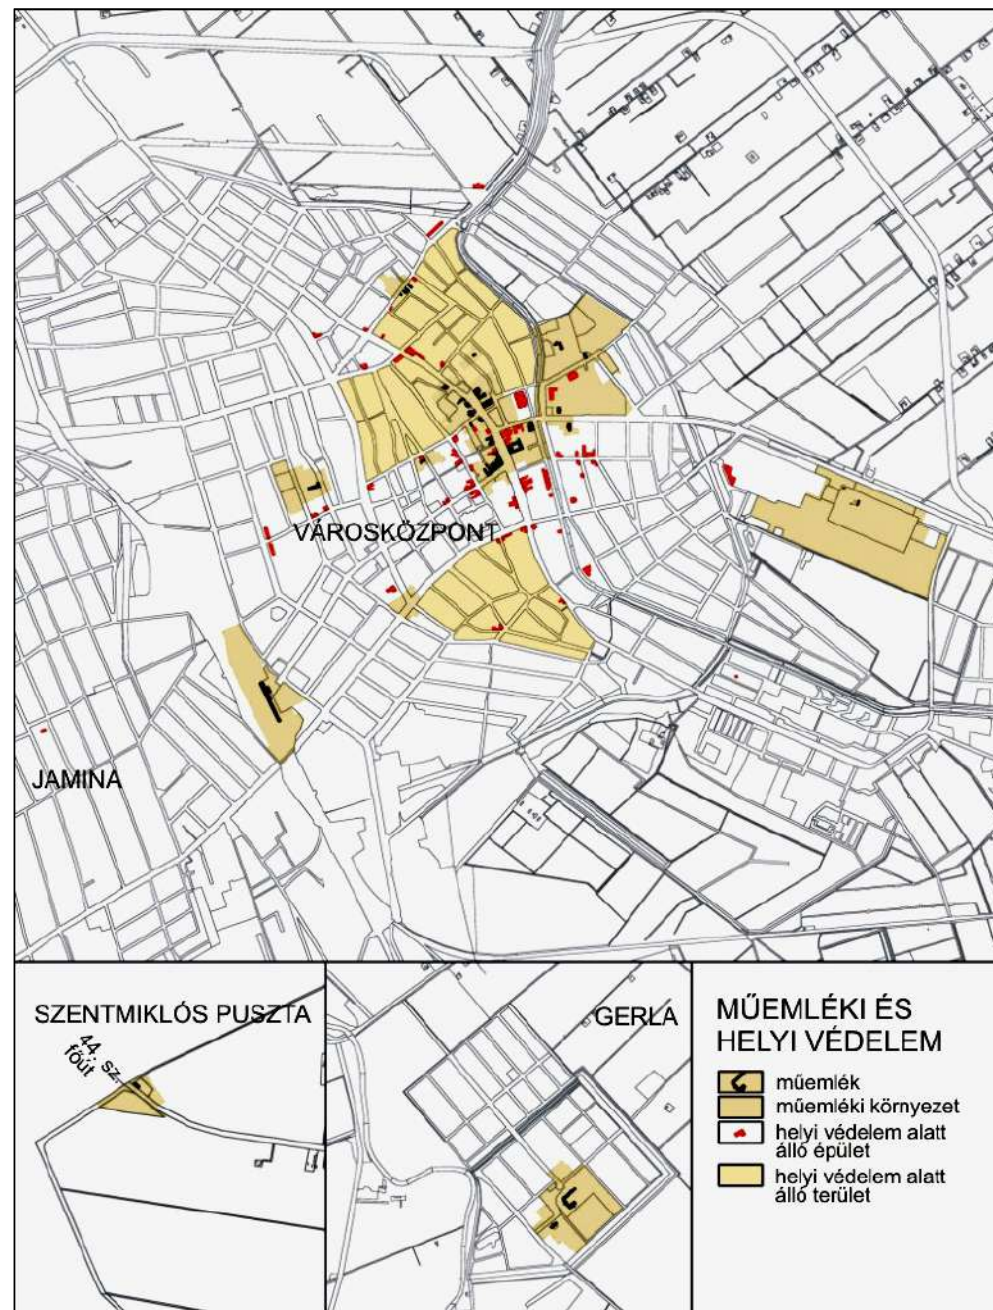 VÁROSKÖZPONT
JAMINA
SZENTMIKLÓS PUSZTA
44. sz.
főút
GERLA
MŰEMLÉKI ÉS
HELYI VÉDELEM
műemlék
műemléki környezet
helyi védelem alatt
álló épület
helyi védelem alatt
álló terület